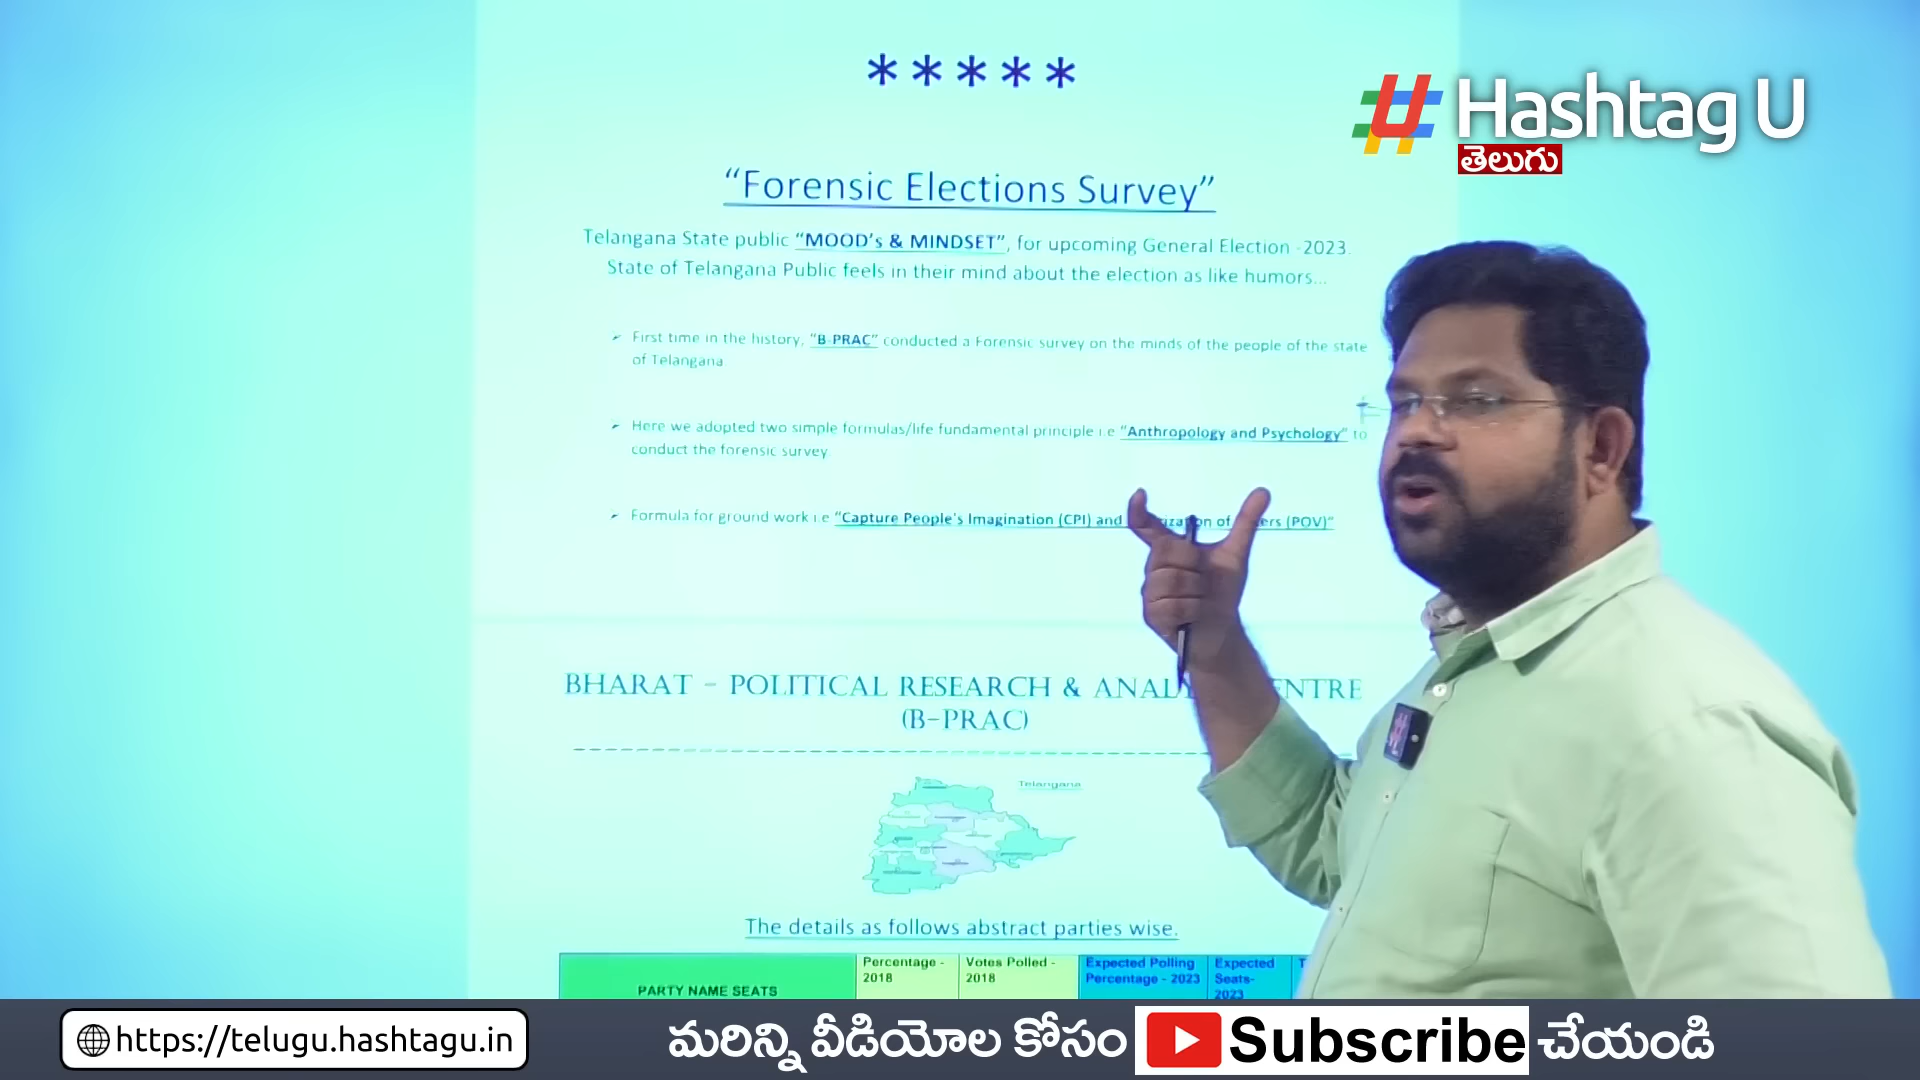 *****
Hashtag U
తెలుగు
“Forensic Elections Survey”
Telangana State public “MOOD’s & MINDSET”, for upcoming General Election -2023.
State of Telangana Public feels in their mind about the election as like humors...
➢ First time in the history, “B-PRAC” conducted a Forensic survey on the minds of the people of the state
of Telangana
➢ Here we adopted two simple formulas/life fundamental principle i.e “Anthropology and Psychology” to
conduct the forensic survey.
➢ Formula for ground work i.e “Capture People's Imagination (CPI) and of (POV)”
BHARAT – POLITICAL RESEARCH &
(B–PRAC)
Telangana
The details as follows abstract parties wise.
PARTY NAME SEATS
Percentage -
2018
Votes Polled -
2018
Expected Polling
Percentage - 2023
Expected
Seats-
2023
https://telugu.hashtagu.in
మరిన్ని వీడియోల కోసం Subscribe చేయండి